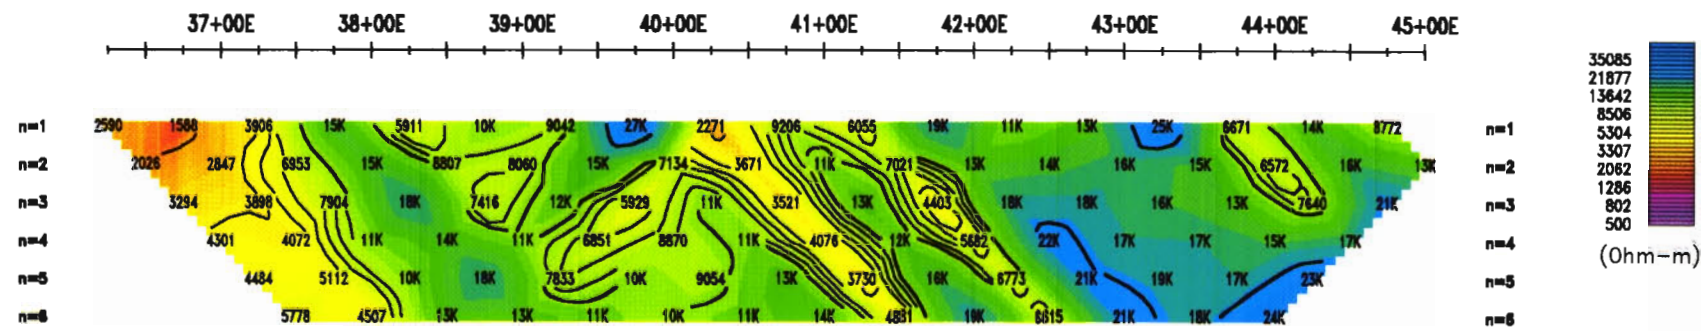 37+00E 38+00E 39+00E 40+00E 41+00E 42+00E 43+00E 44+00E 45+00E
35085
21877
13642
8506
5304
3307
2062
1286
802
500
(Ohm-m)
n=1 2590 1568 3906 15K 5911 10K 9042 27K 2271 9206 6055 19K 11K 13K 25K 6671 14K 8772 n=1
n=2 2026 2847 6953 15K 8807 8060 15K 7134 3671 11K 7021 13K 14K 16K 15K 6572 16K 13K n=2
n=3 3294 3898 7904 18K 7416 12K 5929 11K 3521 13K 4403 18K 18K 16K 13K 7640 21K n=3
n=4 4301 4072 11K 14K 11K 6851 8870 11K 4076 12K 5682 22K 17K 17K 15K 17K n=4
n=5 4484 5112 10K 18K 7833 10K 9054 13K 3730 16K 6773 21K 19K 17K 23K n=5
n=6 5778 4507 13K 13K 11K 10K 11K 14K 4831 19K 6615 21K 18K 24K n=6